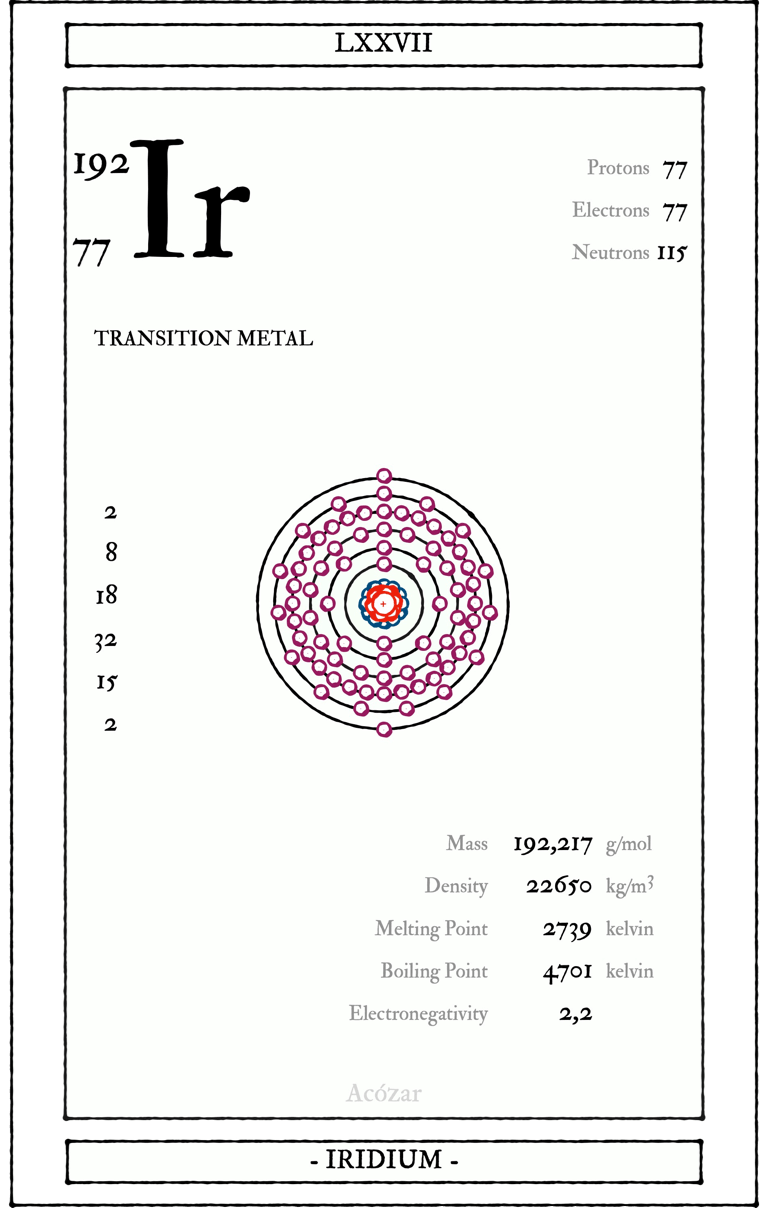 LXXVII
192
Ir
77
Protons 77
Electrons 77
Neutrons 115
TRANSITION METAL
2
8
18
32
15
2
+
Mass 192,217 g/mol
Density 22650 kg/m³
Melting Point 2739 kelvin
Boiling Point 4701 kelvin
Electronegativity 2,2
Acózar
- IRIDIUM -